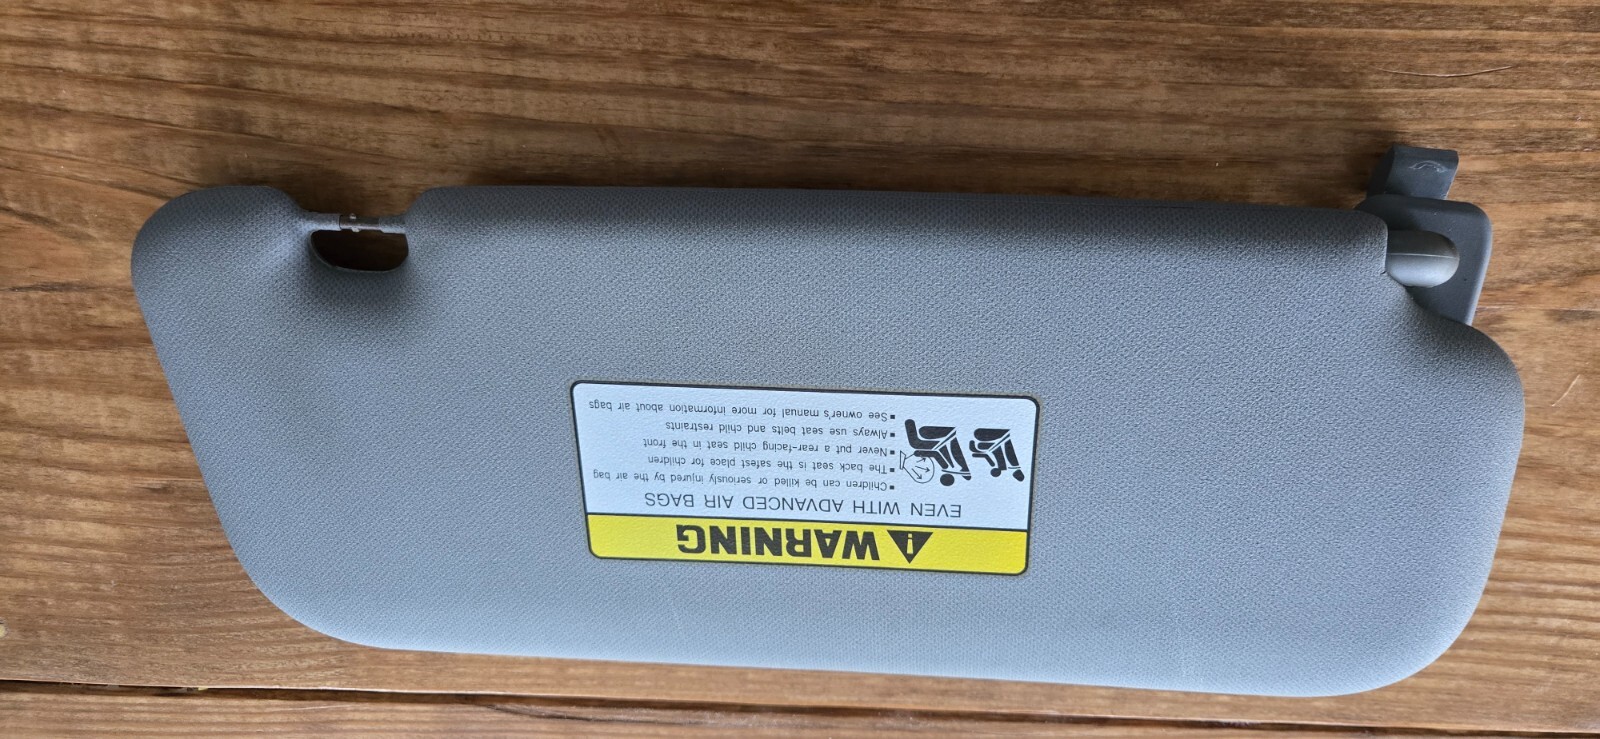 WARNING
EVEN WITH ADVANCED AIR BAGS
▪Children can be killed or seriously injured by the air bag
▪The back seat is the safest place for children
▪Never put a rear-facing child seat in the front
▪Always use seat belts and child restraints
▪See owner's manual for more information about air bags